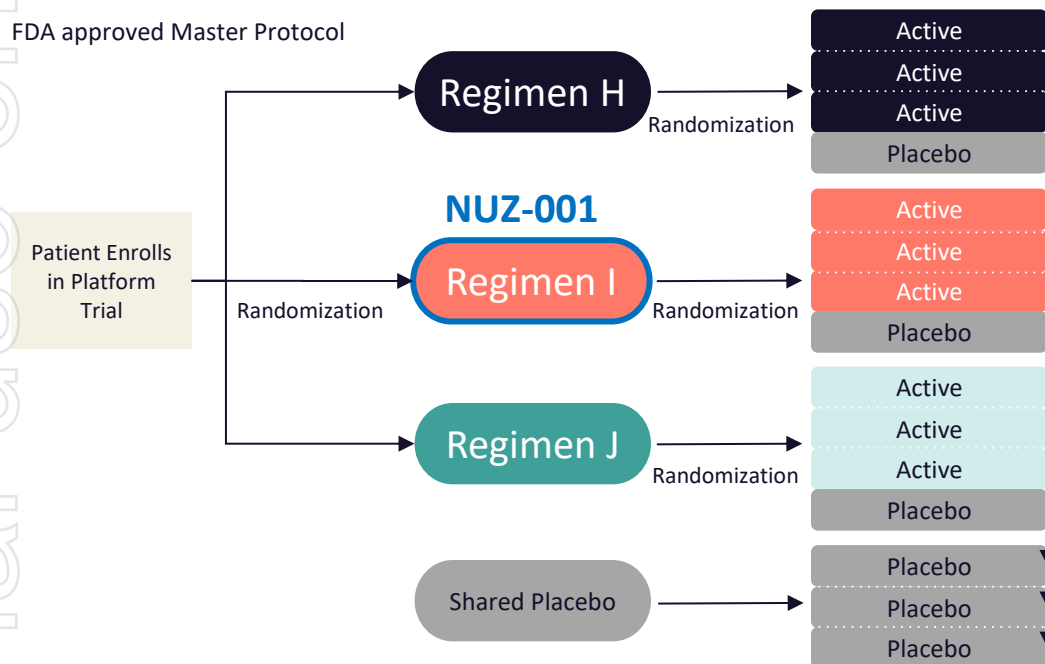 FDA approved Master Protocol
Patient Enrolls
in Platform
Trial
Randomization
Regimen H
Randomization
Active
Active
Active
Placebo
NUZ-001
Regimen I
Randomization
Active
Active
Active
Placebo
Regimen J
Randomization
Active
Active
Active
Placebo
Shared Placebo
Placebo
Placebo
Placebo